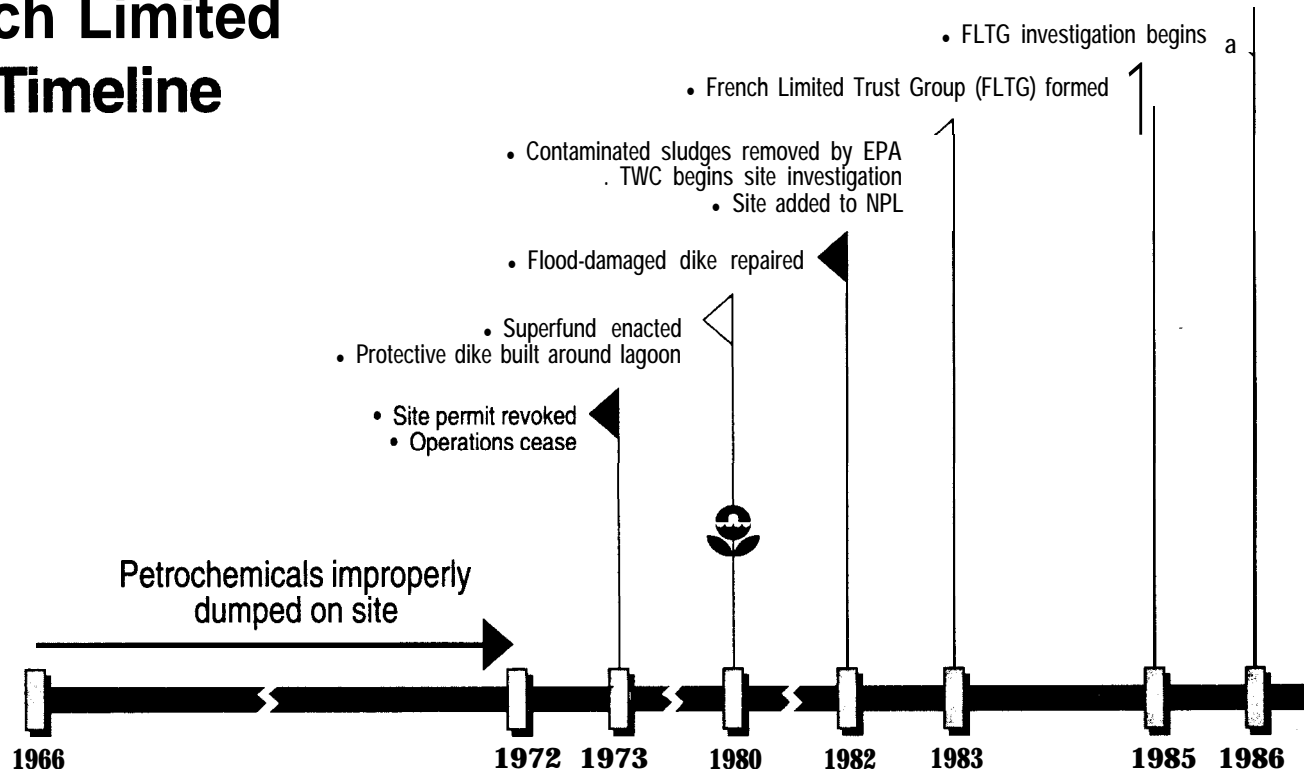 ch Limited
Timeline
• FLTG investigation begins
a
• French Limited Trust Group (FLTG) formed
• Contaminated sludges removed by EPA
. TWC begins site investigation
• Site added to NPL
• Flood-damaged dike repaired
• Superfund enacted
• Protective dike built around lagoon
• Site permit revoked
• Operations cease
Petrochemicals improperly
dumped on site
1966 1972 1973 1980 1982 1983 1985 1986